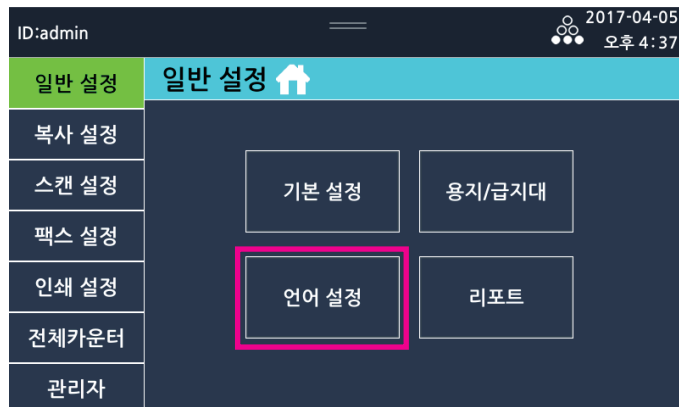 ID:admin
2017-04-05
오후 4:37
일반 설정
일반 설정
복사 설정
스캔 설정
팩스 설정
인쇄 설정
전체카운터
관리자
기본 설정
용지/급지대
언어 설정
리포트